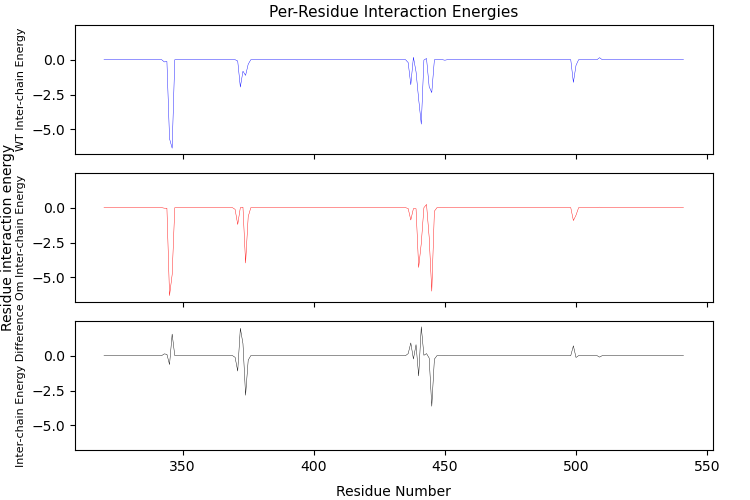 Per-Residue Interaction Energies
Residue interaction energy
WT Inter-chain Energy
0.0
−2.5
−5.0
Om Inter-chain Energy
0.0
−2.5
−5.0
Inter-chain Energy Difference
0.0
−2.5
−5.0
350
400
450
500
550
Residue Number